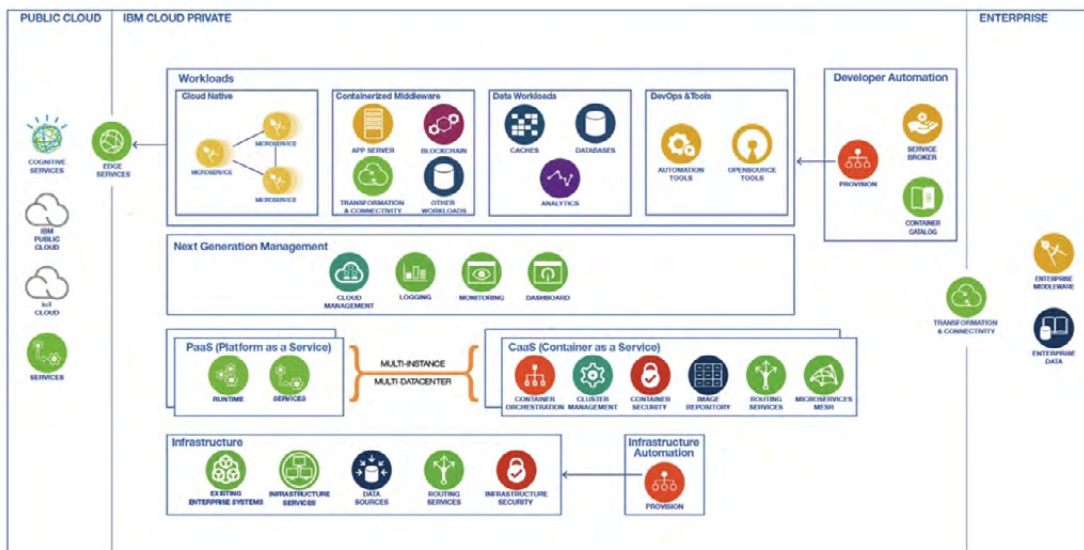 PUBLIC CLOUD
IBM CLOUD PRIVATE
ENTERPRISE
COGNITIVE
SERVICES
IBM
PUBLIC
CLOUD
IoT
CLOUD
SERVICES
EDGE
SERVICES
Workloads
Cloud Native
MICROSERVICE
MICROSERVICE
MICROSERVICE
Containerized Middleware
APP SERVER
BLOCKCHAIN
TRANSFORMATION
& CONNECTIVITY
OTHER
WORKLOADS
Data Workloads
CACHES
DATABASES
ANALYTICS
DevOps &Tools
AUTOMATION
TOOLS
OPENSOURCE
TOOLS
Developer Automation
PROVISION
SERVICE
BROKER
CONTAINER
CATALOG
Next Generation Management
CLOUD
MANAGEMENT
LOGGING
MONITORING
DASHBOARD
PaaS (Platform as a Service)
RUNTIME
SERVICES
MULTI-INSTANCE
MULTI-DATACENTER
CaaS (Container as a Service)
CONTAINER
ORCHESTRATION
CLUSTER
MANAGEMENT
CONTAINER
SECURITY
IMAGE
REPOSITORY
ROUTING
SERVICES
MICROSERVICES
MESH
Infrastructure
EXISTING
ENTERPRISE SYSTEMS
INFRASTRUCTURE
SERVICES
DATA
SOURCES
ROUTING
SERVICES
INFRASTRUCTURE
SECURITY
Infrastructure
Automation
PROVISION
TRANSFORMATION
& CONNECTIVITY
ENTERPRISE
MIDDLEWARE
ENTERPRISE
DATA